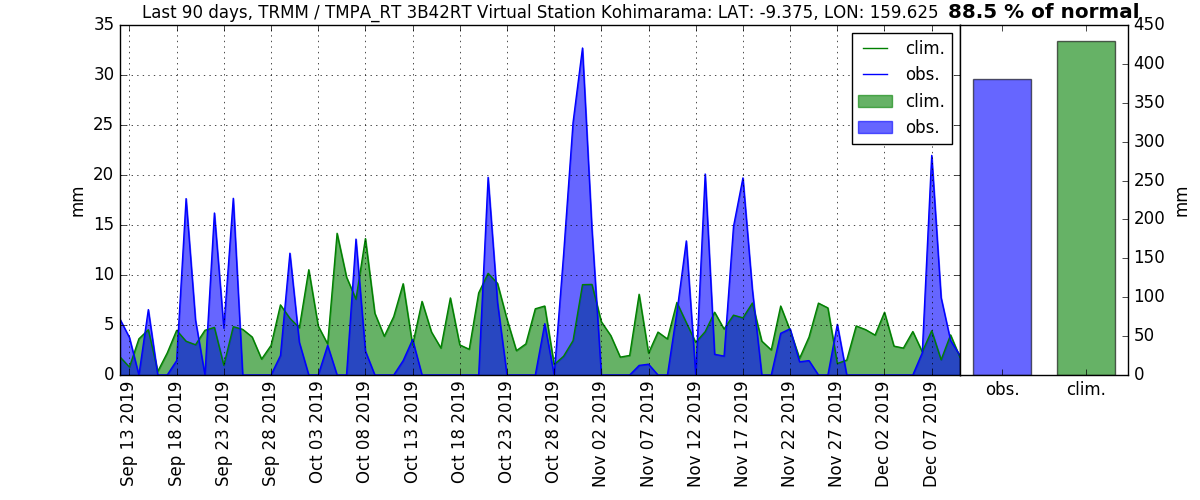 Last 90 days, TRMM / TMPA_RT 3B42RT Virtual Station Kohimarama: LAT: -9.375, LON: 159.625
88.5 % of normal
35
30
25
20
15
10
5
0
mm
clim.
obs.
clim.
obs.
Sep 13 2019
Sep 18 2019
Sep 23 2019
Sep 28 2019
Oct 03 2019
Oct 08 2019
Oct 13 2019
Oct 18 2019
Oct 23 2019
Oct 28 2019
Nov 02 2019
Nov 07 2019
Nov 12 2019
Nov 17 2019
Nov 22 2019
Nov 27 2019
Dec 02 2019
Dec 07 2019
450
400
350
300
250
200
150
100
50
0
mm
obs.
clim.